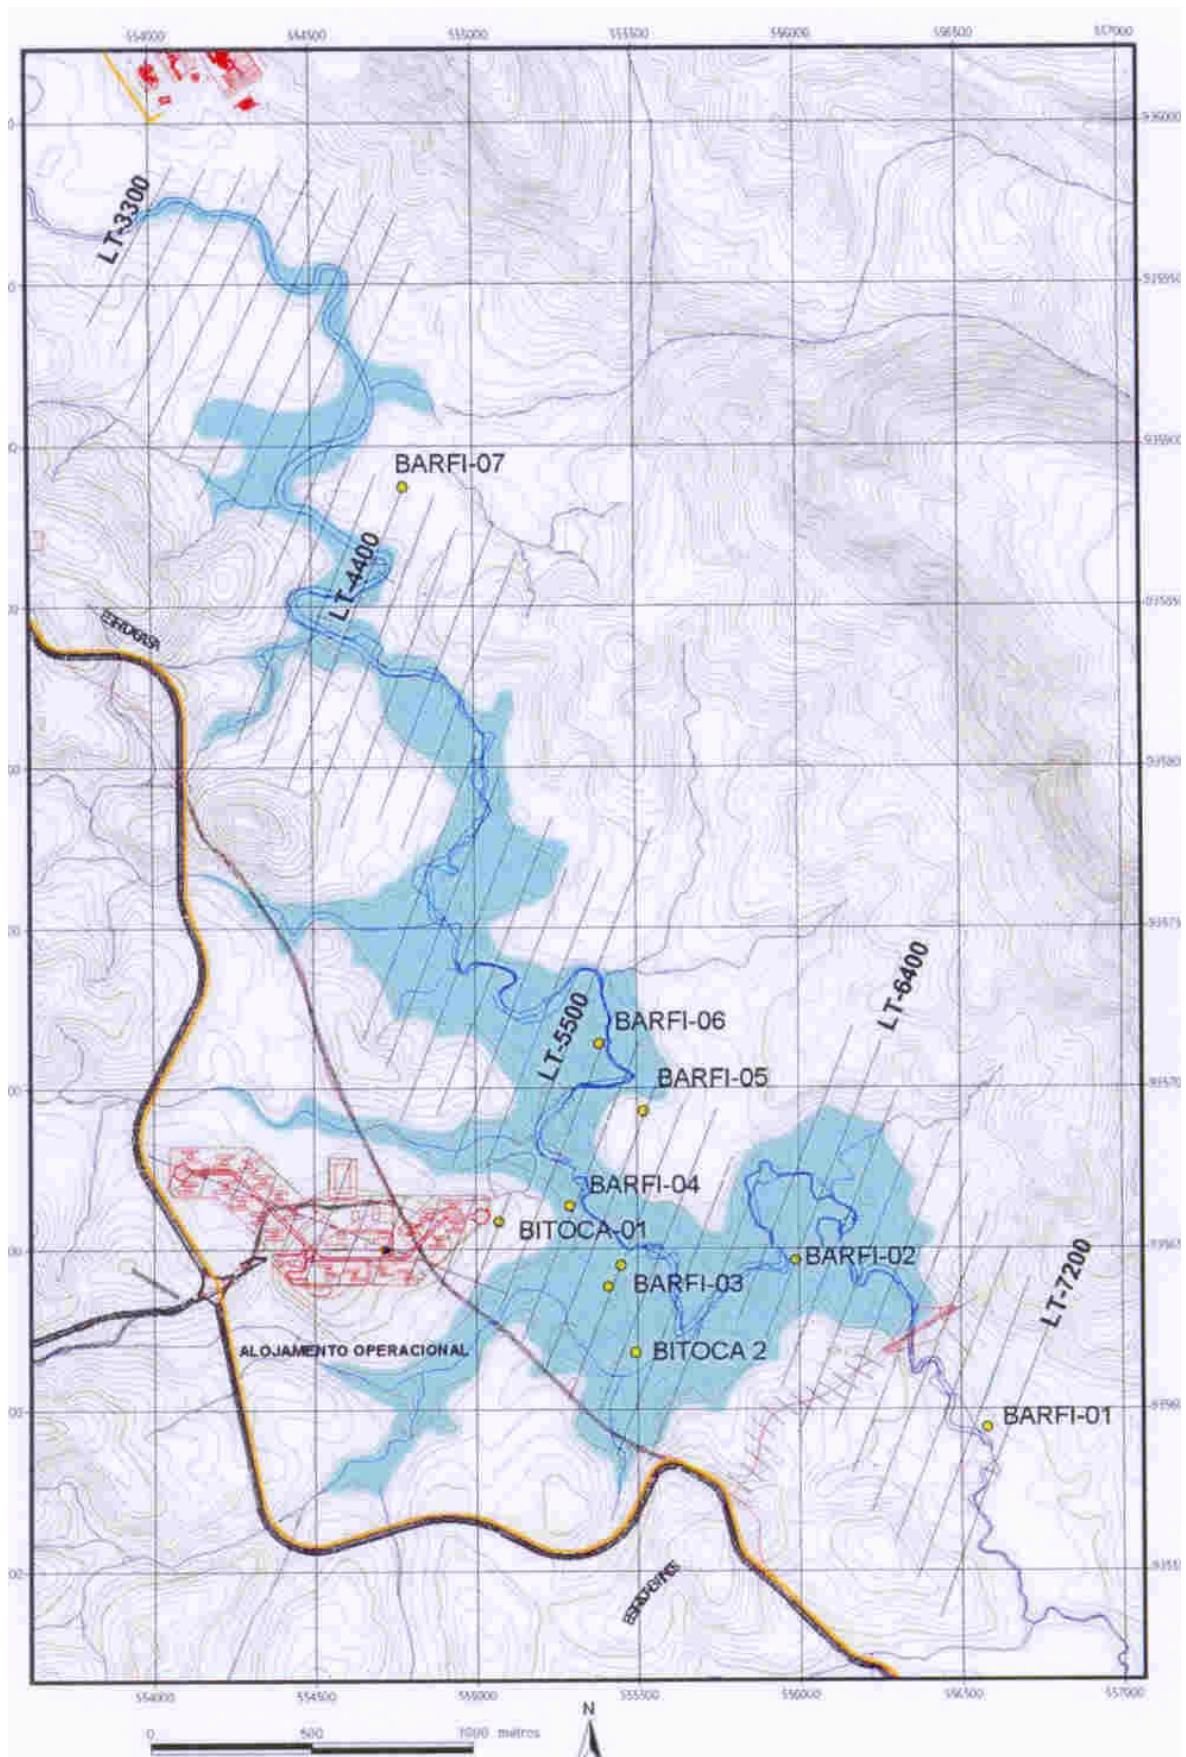 554000 554500 555000 555500 556000 556500 557000
LT-3300
BARFI-07
LT-4400
LT-6400
LT-5500
BARFI-06
BARFI-05
BARFI-04
BITOCA-01
BARFI-02
BARFI-03
LT-7200
ALOJAMENTO OPERACIONAL
BITOCA 2
BARFI-01
554000 554500 555000 555500 556000 556500 557000
N
0 500 1000 metros